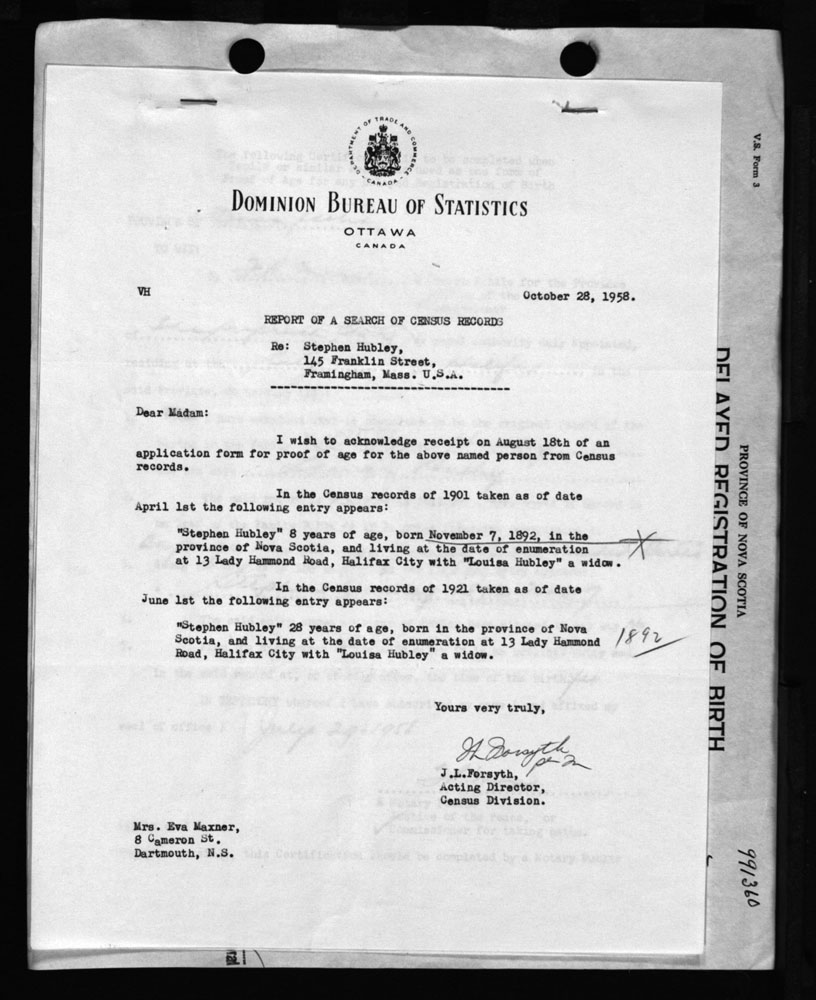 DEPARTMENT OF TRADE AND COMMERCE
CANADA
DOMINION BUREAU OF STATISTICS
OTTAWA
CANADA
VH
October 28, 1958.
REPORT OF A SEARCH OF CENSUS RECORDS
Re: Stephen Hubley,
145 Franklin Street,
Framingham, Mass. U.S.A.
Dear Madam:
I wish to acknowledge receipt on August 18th of an
application form for proof of age for the above named person from Census
records.
In the Census records of 1901 taken as of date
April 1st the following entry appears:
"Stephen Hubley" 8 years of age, born November 7, 1892, in the
province of Nova Scotia, and living at the date of enumeration
at 13 Lady Hammond Road, Halifax City with "Louisa Hubley" a widow.
In the Census records of 1921 taken as of date
June 1st the following entry appears:
"Stephen Hubley" 28 years of age, born in the province of Nova
Scotia, and living at the date of enumeration at 13 Lady Hammond
Road, Halifax City with "Louisa Hubley" a widow.
1892
Yours very truly,
JL Forsyth
J.L.Forsyth,
Acting Director,
Census Division.
Mrs. Eva Maxner,
8 Cameron St.
Dartmouth, N.S.
V.S. Form 3
PROVINCE OF NOVA SCOTIA
DELAYED REGISTRATION OF BIRTH
991360